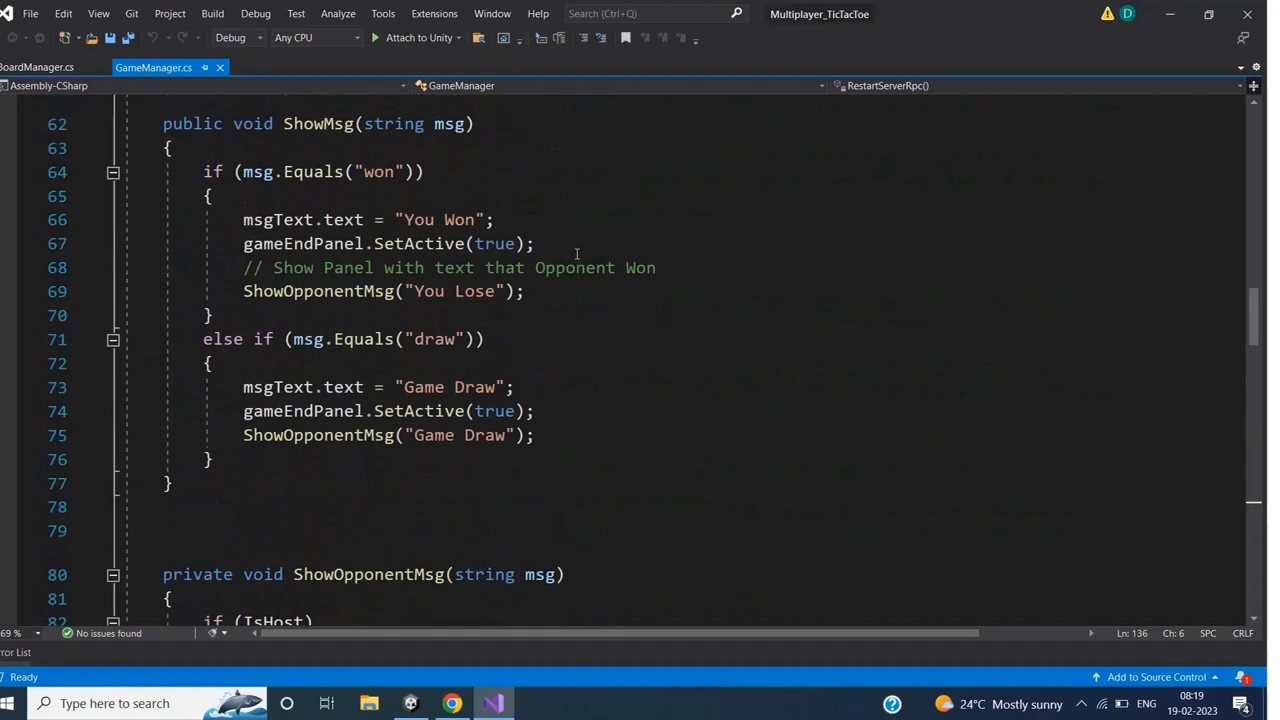 File Edit View Git Project Build Debug Test Analyze Tools Extensions Window Help Search (Ctrl+Q) Multiplayer_TicTacToe D
Debug Any CPU Attach to Unity
BoardManager.cs GameManager.cs
Assembly-CSharp GameManager RestartServerRpc()
62 public void ShowMsg(string msg)
63 {
64 if (msg.Equals("won"))
65 {
66 msgText.text = "You Won";
67 gameEndPanel.SetActive(true);
68 // Show Panel with text that Opponent Won
69 ShowOpponentMsg("You Lose");
70 }
71 else if (msg.Equals("draw"))
72 {
73 msgText.text = "Game Draw";
74 gameEndPanel.SetActive(true);
75 ShowOpponentMsg("Game Draw");
76 }
77 }
78
79
80 private void ShowOpponentMsg(string msg)
81 {
82 if (IsHost)
69 % No issues found Ln: 136 Ch: 6 SPC CRLF
rror List
Ready Add to Source Control 1
Type here to search 24°C Mostly sunny ENG 08:19 19-02-2023 4